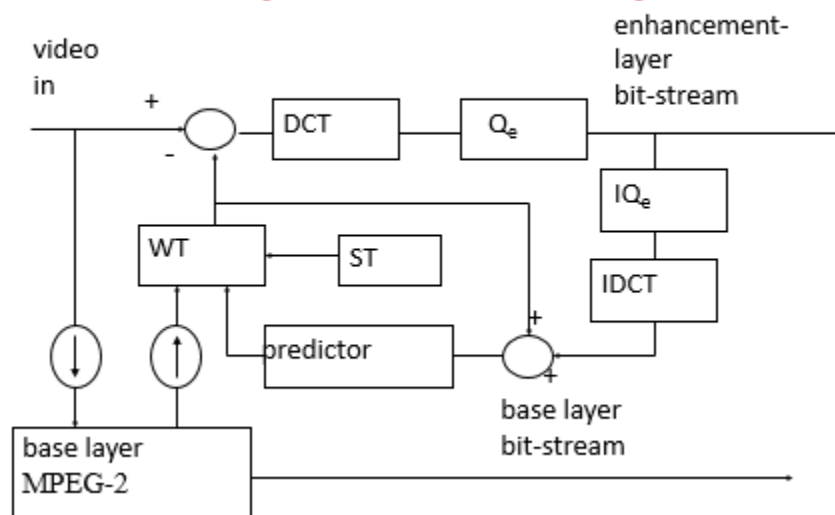 video
in
+
-
DCT
Qₑ
enhancement-
layer
bit-stream
IQₑ
WT
ST
IDCT
predictor
+
+
base layer
bit-stream
base layer
MPEG-2